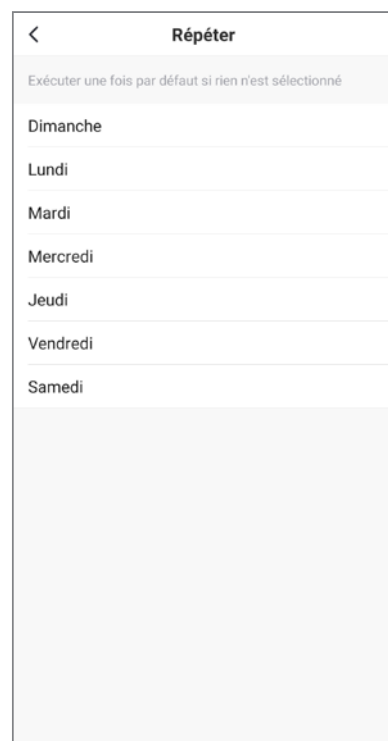 Répéter
Exécuter une fois par défaut si rien n'est sélectionné
Dimanche
Lundi
Mardi
Mercredi
Jeudi
Vendredi
Samedi